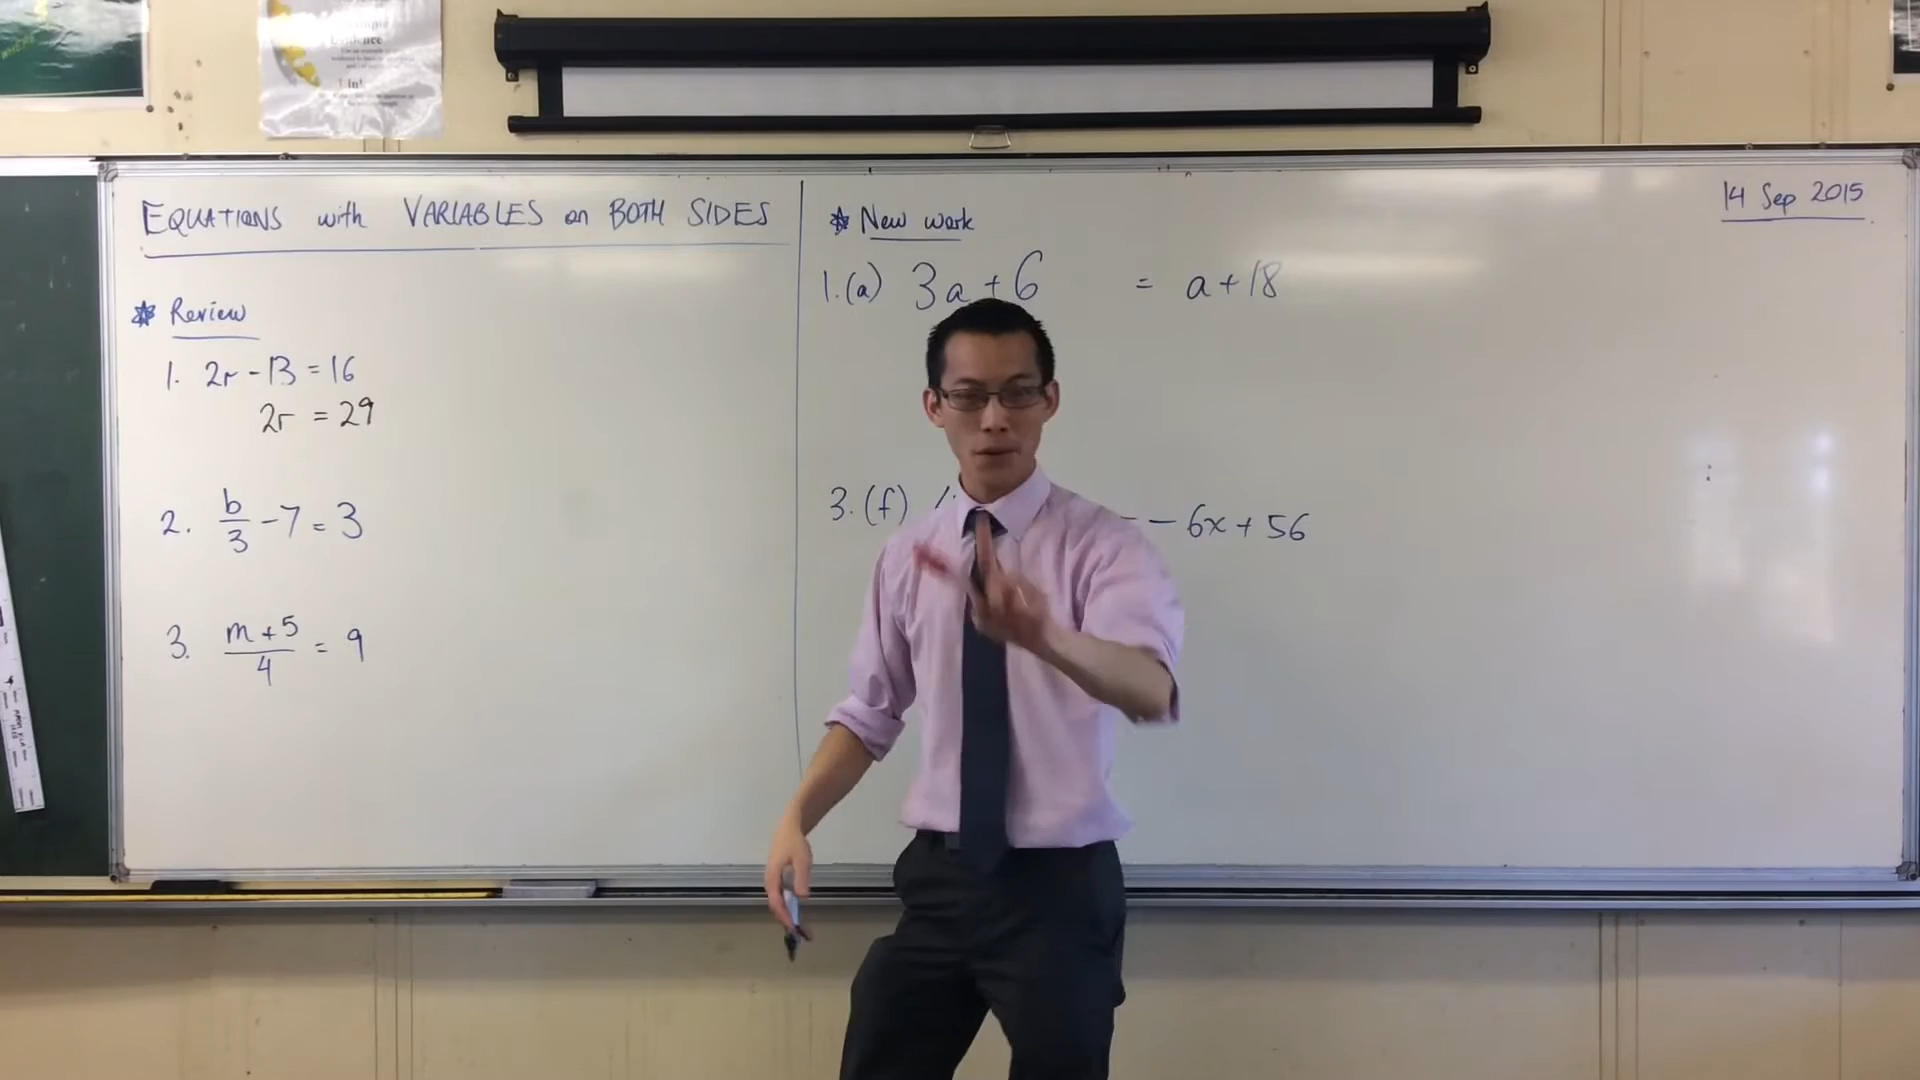 EQUATIONS with VARIABLES on BOTH SIDES
* Review
1. 2r - 13 = 16
2r = 29
2. b/3 - 7 = 3
3. (m + 5)/4 = 9
* New work
1.(a) 3a + 6 = a + 18
3.(f) - 6x + 56
14 Sep 2015